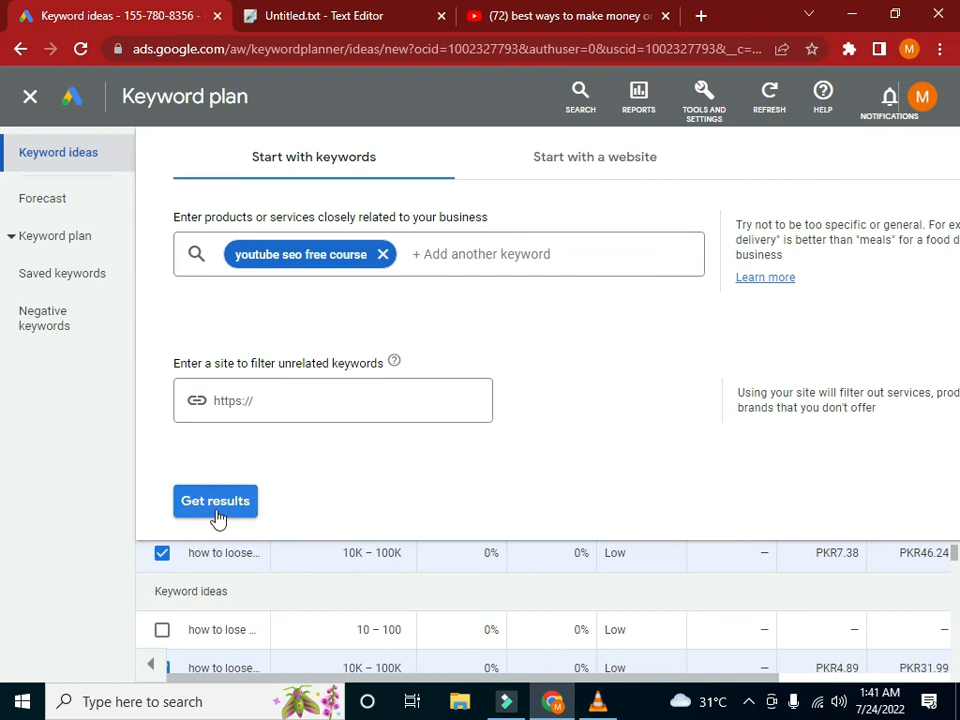 Keyword ideas - 155-780-8356 -
Untitled.txt - Text Editor
(72) best ways to make money o
ads.google.com/aw/keywordplanner/ideas/new?ocid=1002327793&authuser=0&uscid=1002327793&__c=...
M
Keyword plan
SEARCH
REPORTS
TOOLS AND
SETTINGS
REFRESH
HELP
NOTIFICATIONS
M
Keyword ideas
Forecast
Keyword plan
Saved keywords
Negative
keywords
Start with keywords
Start with a website
Enter products or services closely related to your business
youtube seo free course
+ Add another keyword
Try not to be too specific or general. For ex
delivery" is better than "meals" for a food d
business
Learn more
Enter a site to filter unrelated keywords
https://
Using your site will filter out services, prod
brands that you don't offer
Get results
how to loose... 10K – 100K 0% 0% Low – PKR7.38 PKR46.24
Keyword ideas
how to lose ... 10 – 100 0% 0% Low – – –
how to loose... 10K – 100K 0% 0% Low – PKR4.89 PKR31.99
Type here to search
31°C
1:41 AM
7/24/2022